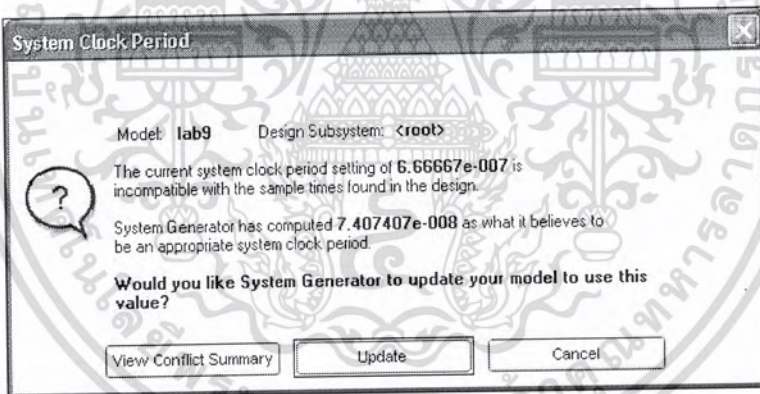 System Clock Period
Model: lab9 Design Subsystem: <root>
The current system clock period setting of 6.66667e-007 is
incompatible with the sample times found in the design.
System Generator has computed 7.407407e-008 as what it believes to
be an appropriate system clock period.
Would you like System Generator to update your model to use this
value?
View Conflict Summary
Update
Cancel